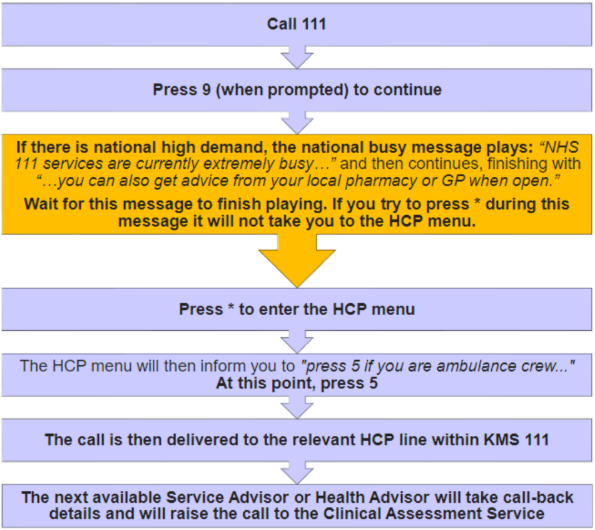 Call 111
Press 9 (when prompted) to continue
If there is national high demand, the national busy message plays: “NHS
111 services are currently extremely busy…” and then continues, finishing with
“…you can also get advice from your local pharmacy or GP when open.”
Wait for this message to finish playing. If you try to press * during this
message it will not take you to the HCP menu.
Press * to enter the HCP menu
The HCP menu will then inform you to "press 5 if you are ambulance crew..."
At this point, press 5
The call is then delivered to the relevant HCP line within KMS 111
The next available Service Advisor or Health Advisor will take call-back
details and will raise the call to the Clinical Assessment Service